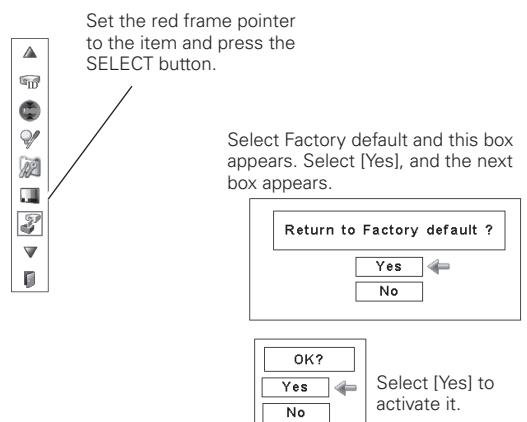 Set the red frame pointer
to the item and press the
SELECT button.
ID
Select Factory default and this box
appears. Select [Yes], and the next
box appears.
Return to Factory default ?
Yes
No
OK?
Yes
No
Select [Yes] to
activate it.